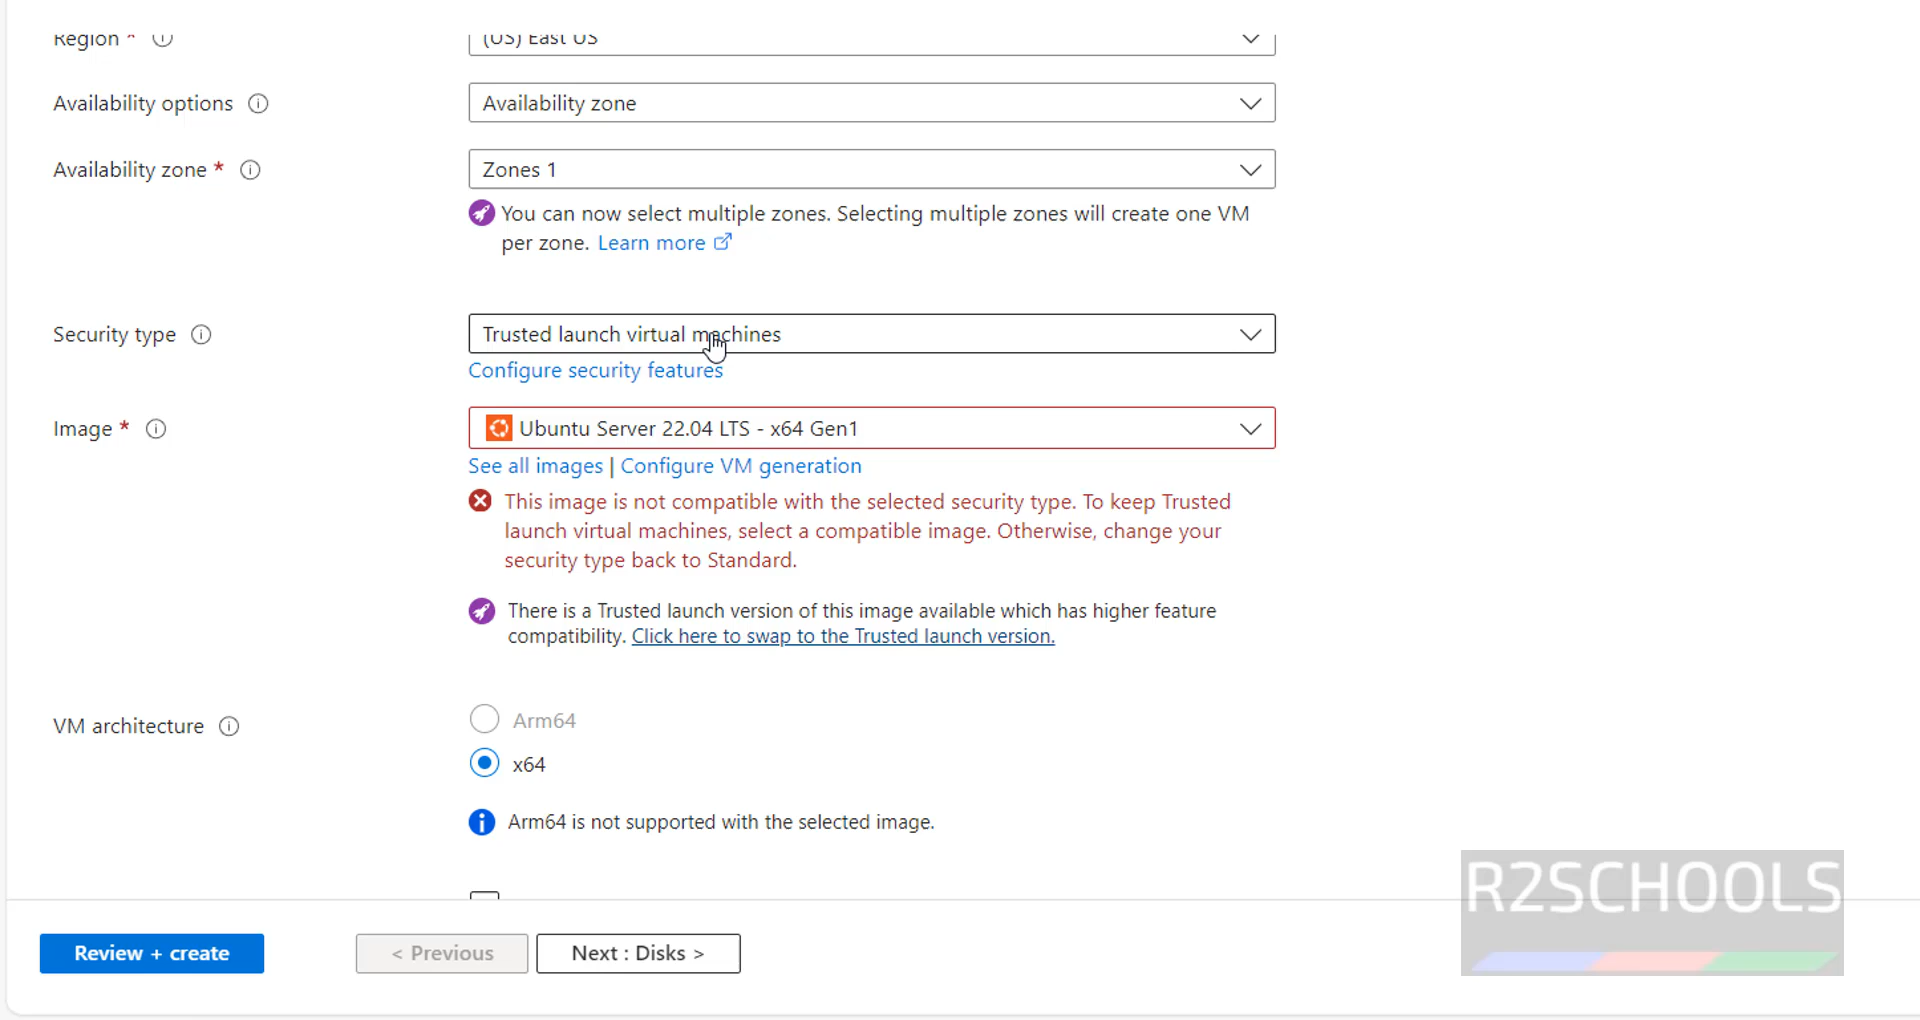 Region *
(US) East US
Availability options
Availability zone
Availability zone *
Zones 1
You can now select multiple zones. Selecting multiple zones will create one VM
per zone. Learn more
Security type
Trusted launch virtual machines
Configure security features
Image *
Ubuntu Server 22.04 LTS - x64 Gen1
See all images | Configure VM generation
This image is not compatible with the selected security type. To keep Trusted
launch virtual machines, select a compatible image. Otherwise, change your
security type back to Standard.
There is a Trusted launch version of this image available which has higher feature
compatibility. Click here to swap to the Trusted launch version.
VM architecture
Arm64
x64
Arm64 is not supported with the selected image.
R2SCHOOLS
Review + create
< Previous
Next : Disks >